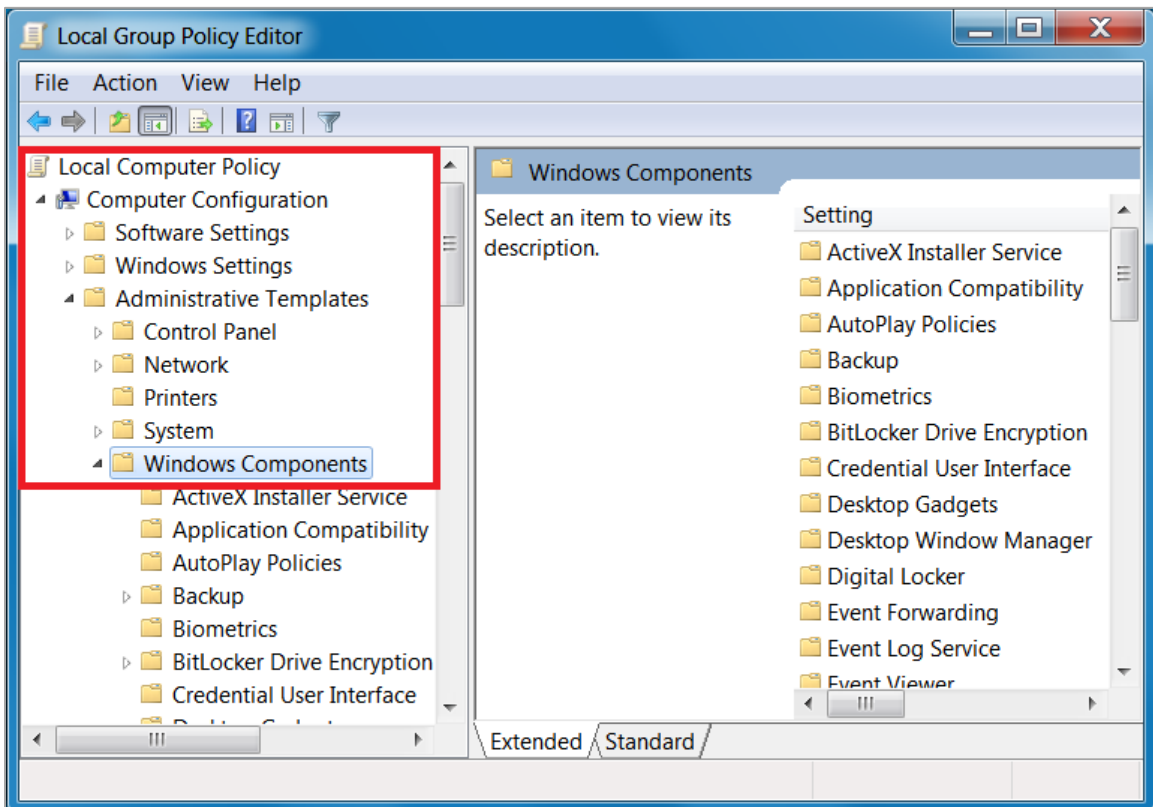 Local Group Policy Editor
File Action View Help
Local Computer Policy
Computer Configuration
Software Settings
Windows Settings
Administrative Templates
Control Panel
Network
Printers
System
Windows Components
ActiveX Installer Service
Application Compatibility
AutoPlay Policies
Backup
Biometrics
BitLocker Drive Encryption
Credential User Interface
Windows Components
Select an item to view its
description.
Setting
ActiveX Installer Service
Application Compatibility
AutoPlay Policies
Backup
Biometrics
BitLocker Drive Encryption
Credential User Interface
Desktop Gadgets
Desktop Window Manager
Digital Locker
Event Forwarding
Event Log Service
Event Viewer
Extended Standard